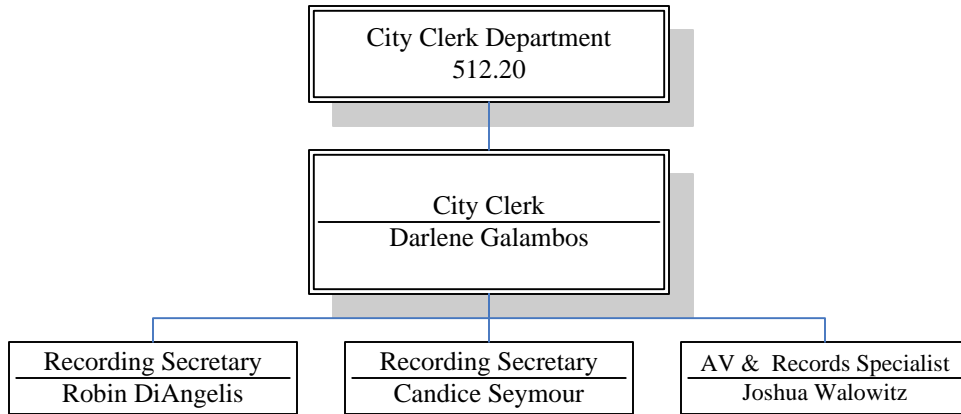 City Clerk Department
512.20
City Clerk
Darlene Galambos
Recording Secretary
Robin DiAngelis
Recording Secretary
Candice Seymour
AV &  Records Specialist
Joshua Walowitz